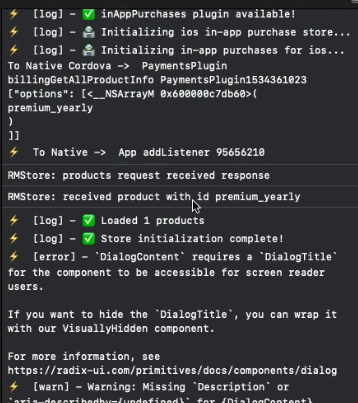 ⚡ [log] - ✅ inAppPurchases plugin available!
⚡ [log] - 🏪 Initializing ios in-app purchase store...
⚡ [log] - 🏪 Initializing in-app purchases for ios...
To Native Cordova -> PaymentsPlugin
billingGetAllProductInfo PaymentsPlugin1534361023
["options": [<__NSArrayM 0x600000c7db60>(
premium_yearly
)
]]
⚡ To Native -> App addListener 95656210
RMStore: products request received response
RMStore: received product with id premium_yearly
⚡ [log] - ✅ Loaded 1 products
⚡ [log] - ✅ Store initialization complete!
⚡ [error] - `DialogContent` requires a `DialogTitle`
for the component to be accessible for screen reader
users.
If you want to hide the `DialogTitle`, you can wrap it
with our VisuallyHidden component.
For more information, see
https://radix-ui.com/primitives/docs/components/dialog
⚡ [warn] - Warning: Missing `Description` or
`aria-describedby={undefined}` for {DialogContent}.